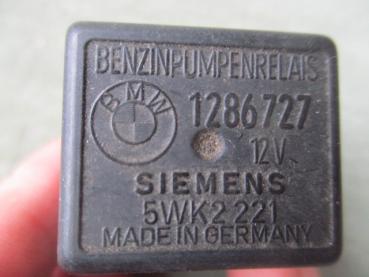 BENZINPUMPENRELAIS
BMW
1286727
12V
SIEMENS
5WK2 221
MADE IN GERMANY